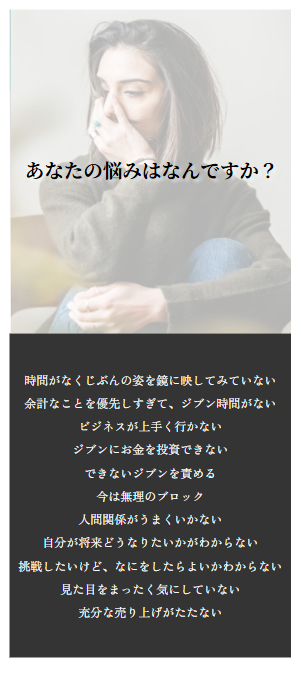 あなたの悩みはなんですか？
時間がなくじぶんの姿を鏡に映してみていない
余計なことを優先しすぎて、ジブン時間がない
ビジネスが上手く行かない
ジブンにお金を投資できない
できないジブンを責める
今は無理のブロック
人間関係がうまくいかない
自分が将来どうなりたいかがわからない
挑戦したいけど、なにをしたらよいかわからない
見た目をまったく気にしていない
充分な売り上げがたたない